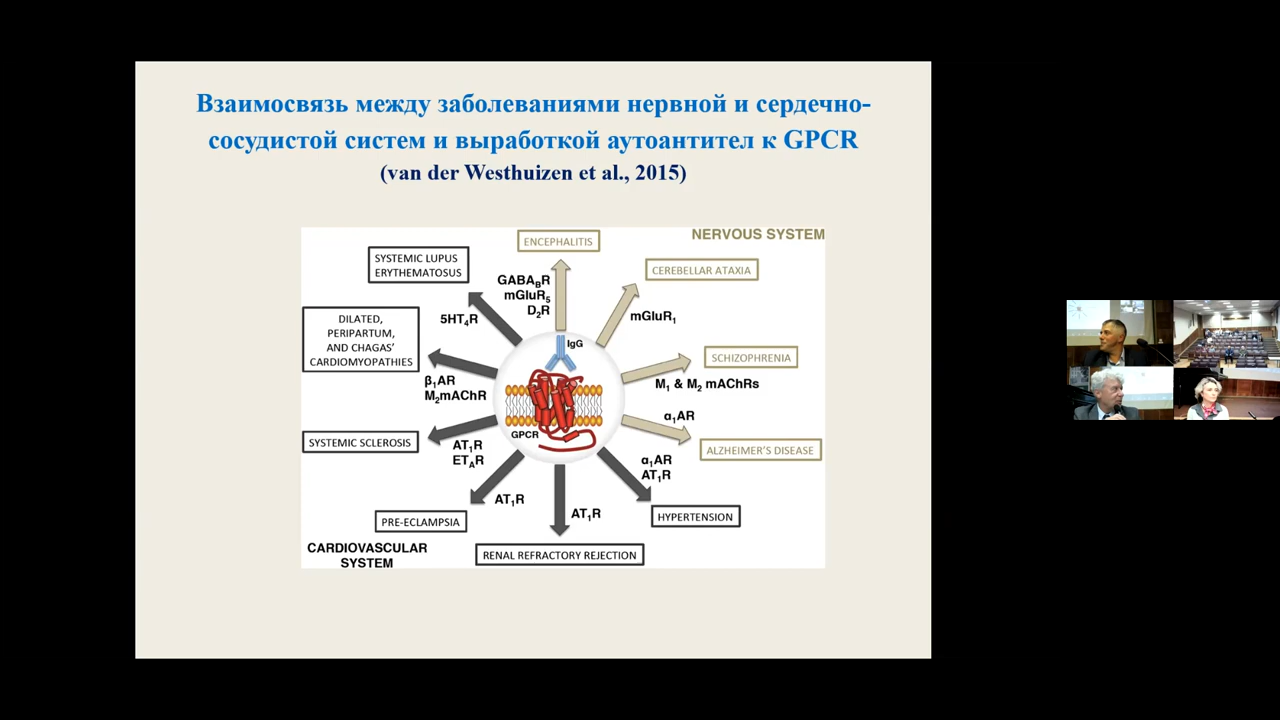 Взаимосвязь между заболеваниями нервной и сердечно-
сосудистой систем и выработкой аутоантител к GPCR
(van der Westhuizen et al., 2015)
NERVOUS SYSTEM
ENCEPHALITIS
SYSTEMIC LUPUS
ERYTHEMATOSUS
CEREBELLAR ATAXIA
GABABR
mGluR5
D2R
5HT4R
mGluR1
DILATED,
PERIPARTUM,
AND CHAGAS'
CARDIOMYOPATHIES
IgG
SCHIZOPHRENIA
β1AR
M2mAChR
M1 & M2 mAChRs
α1AR
GPCR
SYSTEMIC SCLEROSIS
AT1R
ETAR
ALZHEIMER'S DISEASE
α1AR
AT1R
AT1R
AT1R
PRE-ECLAMPSIA
HYPERTENSION
CARDIOVASCULAR
SYSTEM
RENAL REFRACTORY REJECTION